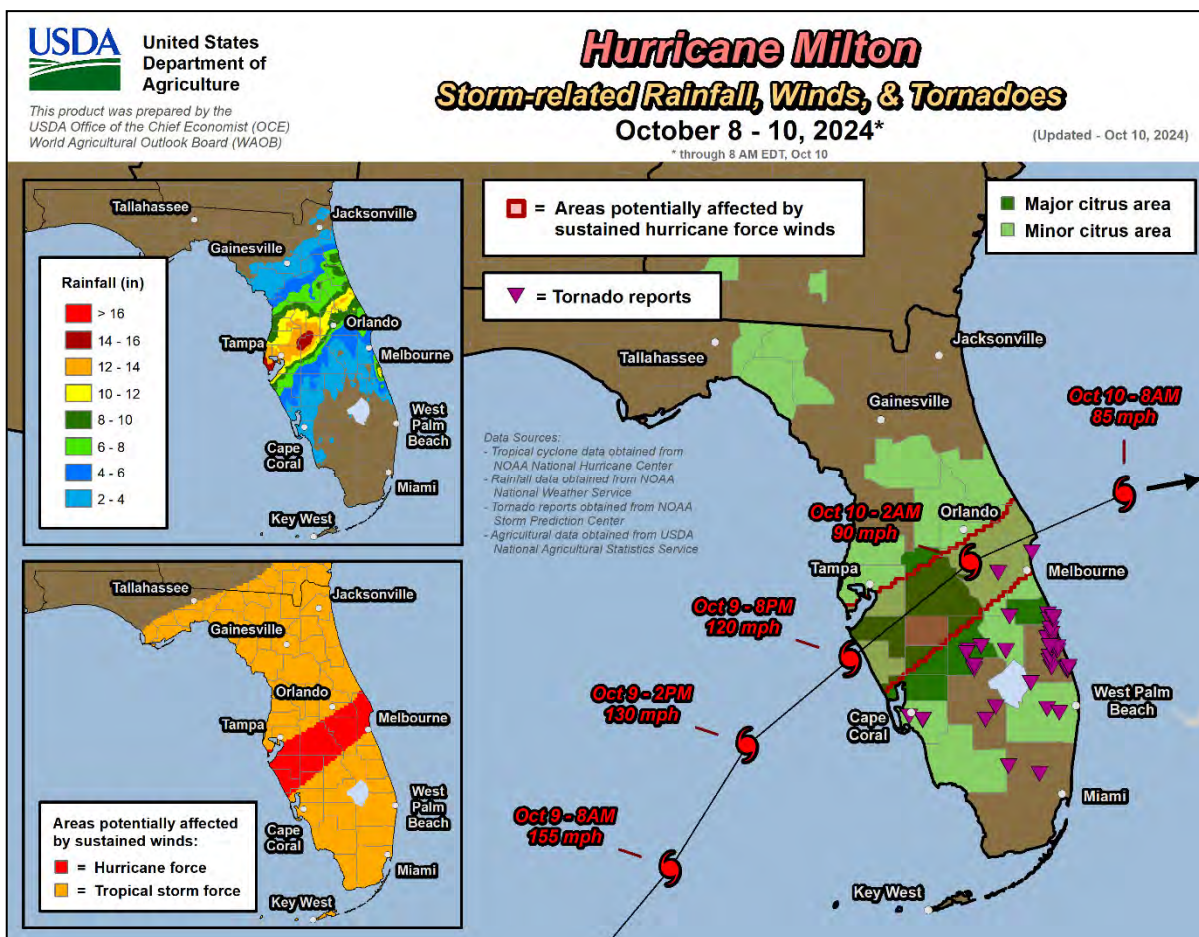 USDA
United States
Department of
Agriculture
This product was prepared by the
USDA Office of the Chief Economist (OCE)
World Agricultural Outlook Board (WAOB)
Hurricane Milton
Storm-related Rainfall, Winds, & Tornadoes
October 8 - 10, 2024*
* through 8 AM EDT, Oct 10
(Updated - Oct 10, 2024)
Tallahassee
Jacksonville
Gainesville
Orlando
Tampa
Melbourne
West
Palm
Beach
Cape
Coral
Miami
Key West
Rainfall (in)
> 16
14 - 16
12 - 14
10 - 12
8 - 10
6 - 8
4 - 6
2 - 4
Tallahassee
Jacksonville
Gainesville
Orlando
Tampa
Melbourne
West
Palm
Beach
Cape
Coral
Miami
Key West
Areas potentially affected
by sustained winds:
= Hurricane force
= Tropical storm force
= Areas potentially affected by
sustained hurricane force winds
= Tornado reports
Major citrus area
Minor citrus area
Tallahassee
Jacksonville
Gainesville
Orlando
Tampa
Melbourne
West Palm
Beach
Cape
Coral
Miami
Key West
Data Sources:
- Tropical cyclone data obtained from
NOAA National Hurricane Center
- Rainfall data obtained from NOAA
National Weather Service
- Tornado reports obtained from NOAA
Storm Prediction Center
- Agricultural data obtained from USDA
National Agricultural Statistics Service
Oct 10 - 8AM
85 mph
Oct 10 - 2AM
90 mph
Oct 9 - 8PM
120 mph
Oct 9 - 2PM
130 mph
Oct 9 - 8AM
155 mph